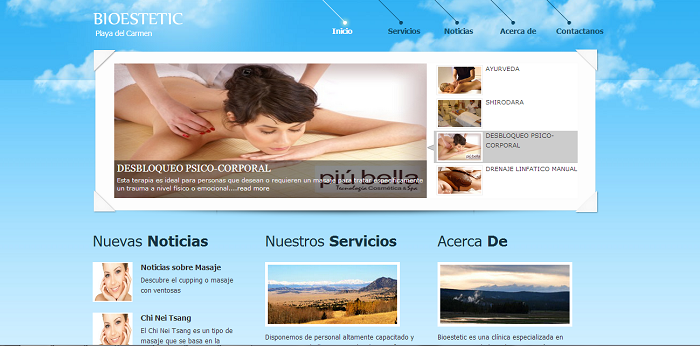 BIOESTETIC
Playa del Carmen
Inicio
Servicios
Noticias
Acerca de
Contactanos
DESBLOQUEO PSICO-CORPORAL
Esta terapia es ideal para personas que desean o requieren un masaje para tratar específicamente
un trauma a nivel físico o emocional....read more
piú bella
Tecnología Cosmética & Spa
AYURVEDA
SHIRODARA
DESBLOQUEO PSICO-
CORPORAL
piú bella
DRENAJE LINFATICO MANUAL
Nuevas Noticias
Noticias sobre Masaje
Descubre el cupping o masaje
con ventosas
Chi Nei Tsang
El Chi Nei Tsang es un tipo de
masaje que se basa en la
Nuestros Servicios
Disponemos de personal altamente capacitado y
Acerca De
Bioestetic es una clínica especializada en